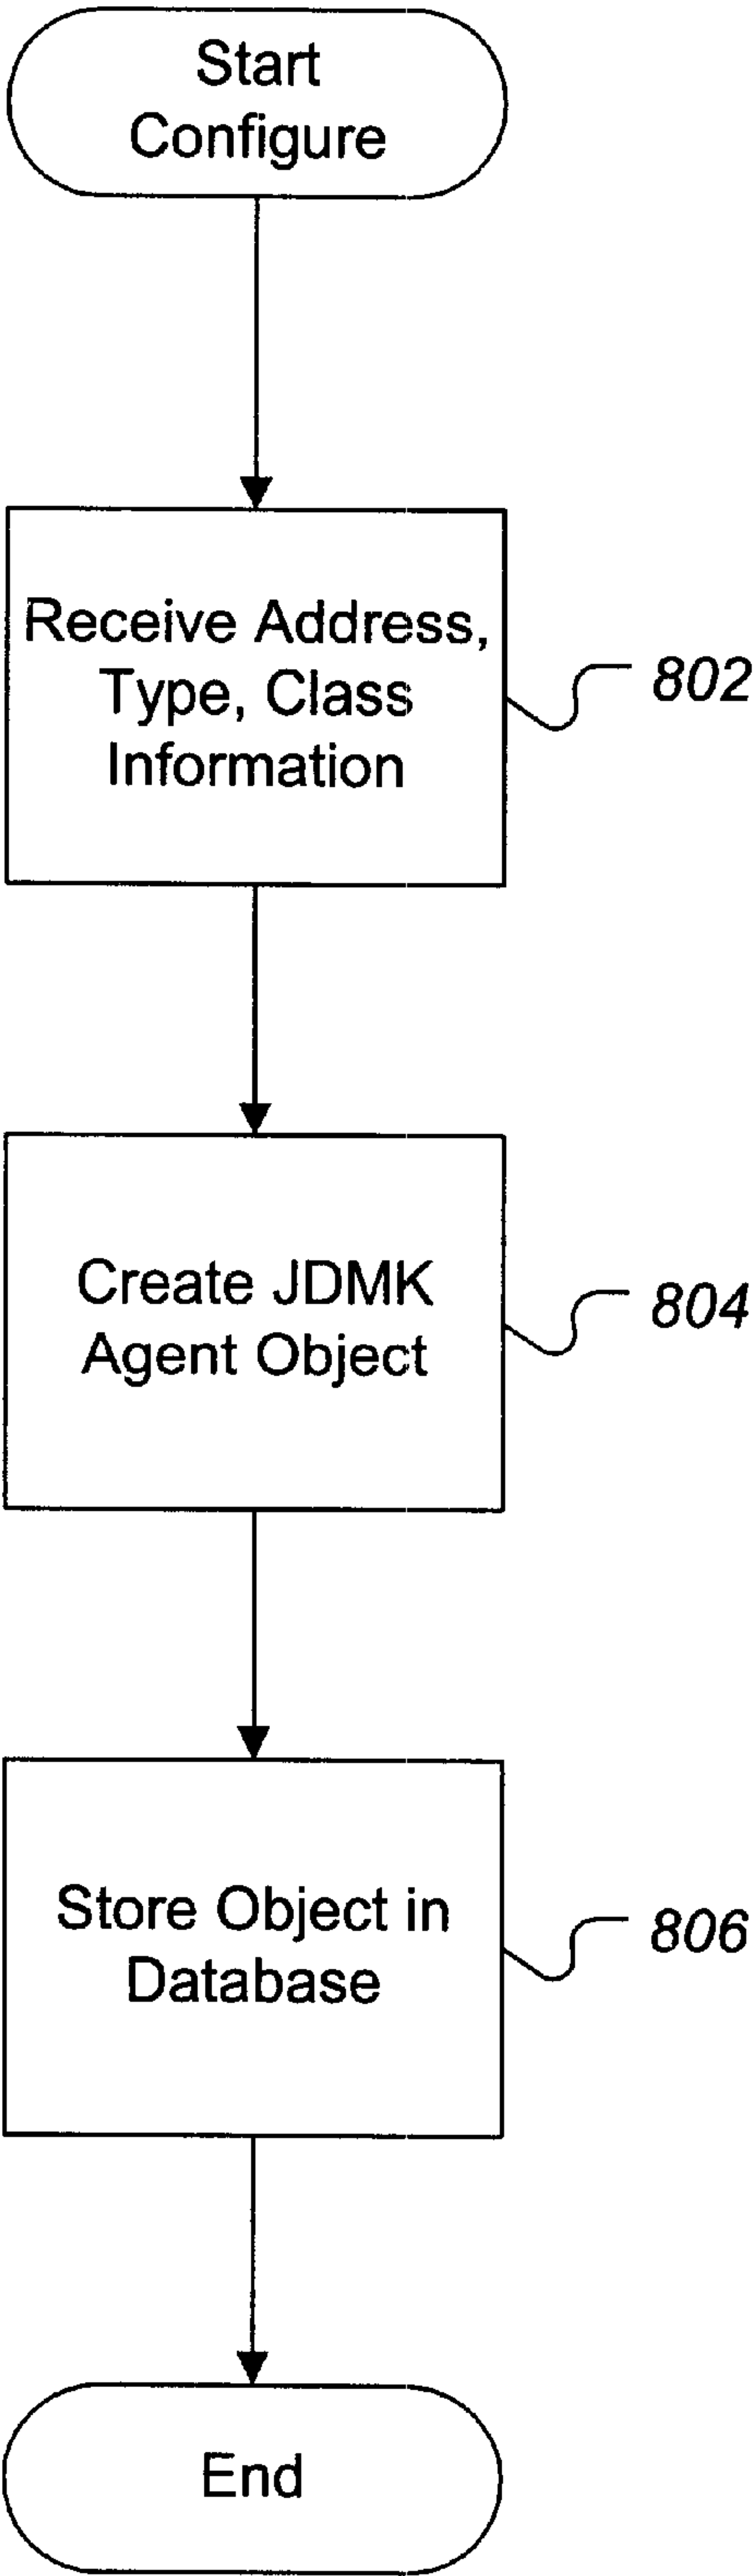 Start
Configure
Receive Address,
Type, Class
Information
802
Create JDMK
Agent Object
804
Store Object in
Database
806
End